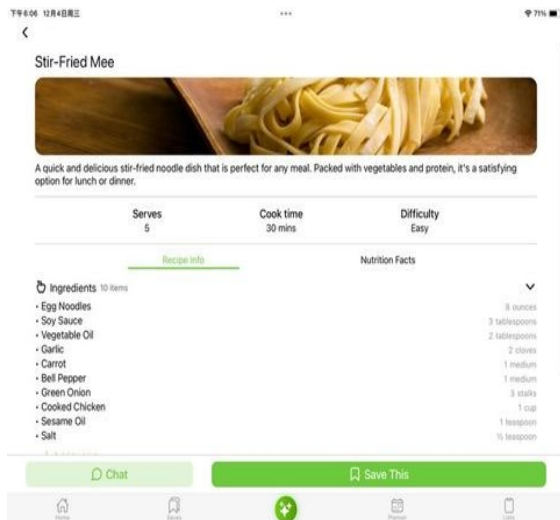 下午6:06 12月4日周三 71%
Stir-Fried Mee
A quick and delicious stir-fried noodle dish that is perfect for any meal. Packed with vegetables and protein, it's a satisfying
option for lunch or dinner.
Serves Cook time Difficulty
5 30 mins Easy
Recipe Info Nutrition Facts
Ingredients 10 items
• Egg Noodles 8 ounces
• Soy Sauce 3 tablespoons
• Vegetable Oil 2 tablespoons
• Garlic 2 cloves
• Carrot 1 medium
• Bell Pepper 1 medium
• Green Onion 3 stalks
• Cooked Chicken 1 cup
• Sesame Oil 1 teaspoon
• Salt ½ teaspoon
Chat Save This
Home Saves Planner Lists